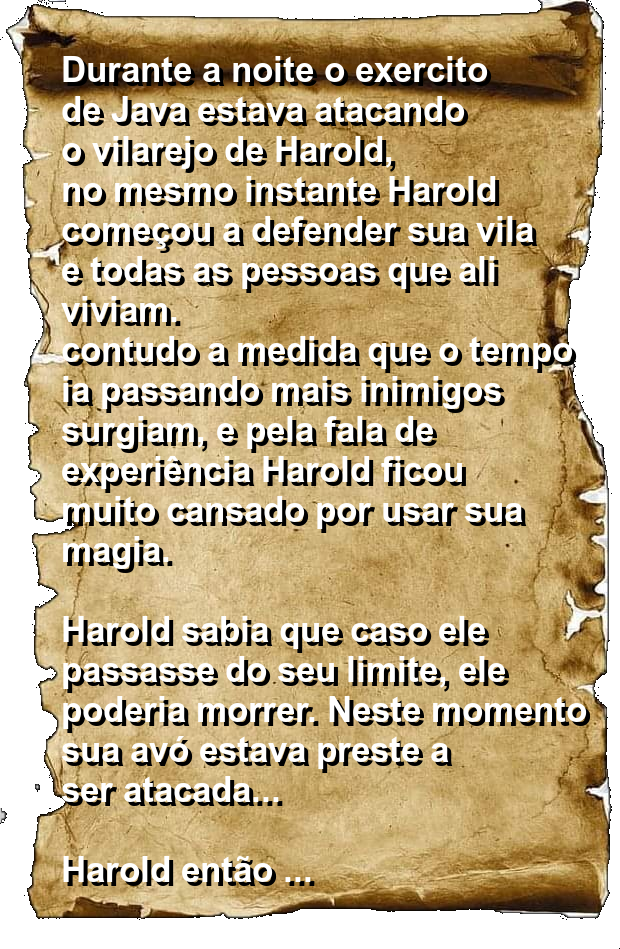 Durante a noite o exercito
de Java estava atacando
o vilarejo de Harold,
no mesmo instante Harold
começou a defender sua vila
e todas as pessoas que ali
viviam.
contudo a medida que o tempo
ia passando mais inimigos
surgiam, e pela fala de
experiência Harold ficou
muito cansado por usar sua
magia.
Harold sabia que caso ele
passasse do seu limite, ele
poderia morrer. Neste momento
sua avó estava preste a
ser atacada...
Harold então ...